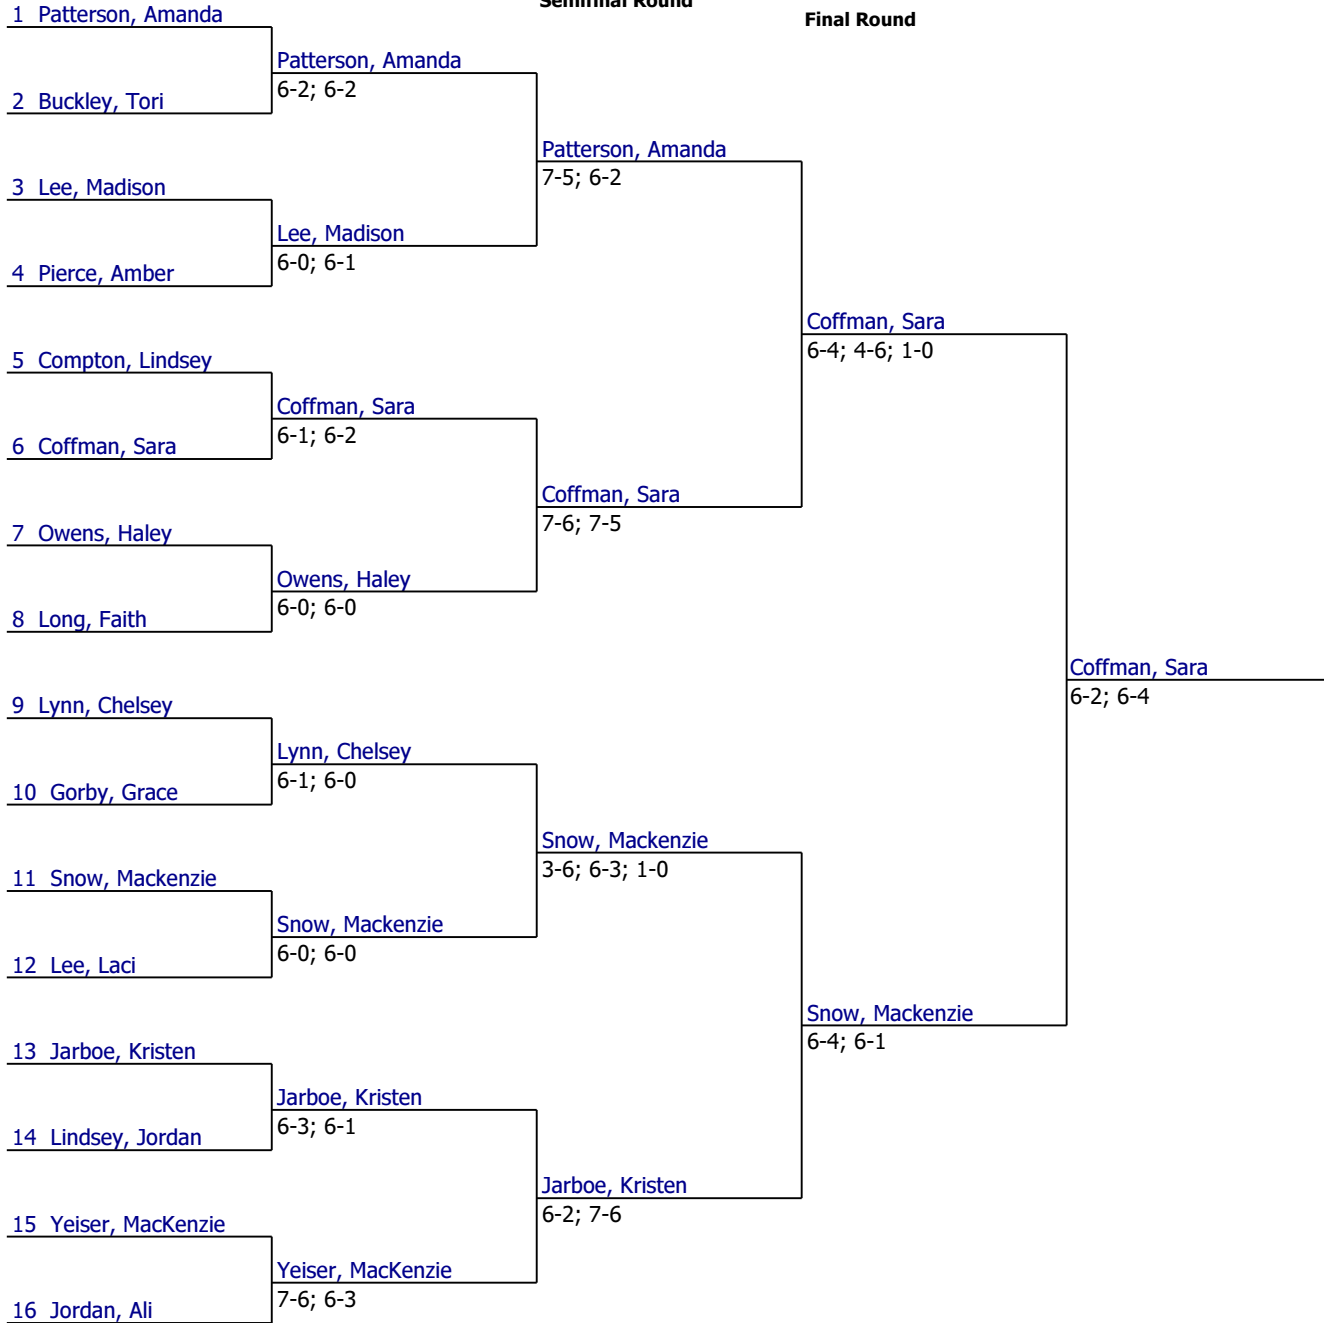 Semifinal Round
Final Round
1 Patterson, Amanda
Patterson, Amanda
6-2; 6-2
2 Buckley, Tori
Patterson, Amanda
7-5; 6-2
3 Lee, Madison
Lee, Madison
6-0; 6-1
4 Pierce, Amber
Coffman, Sara
6-4; 4-6; 1-0
5 Compton, Lindsey
Coffman, Sara
6-1; 6-2
6 Coffman, Sara
Coffman, Sara
7-6; 7-5
7 Owens, Haley
Owens, Haley
6-0; 6-0
8 Long, Faith
Coffman, Sara
6-2; 6-4
9 Lynn, Chelsey
Lynn, Chelsey
6-1; 6-0
10 Gorby, Grace
Snow, Mackenzie
3-6; 6-3; 1-0
11 Snow, Mackenzie
Snow, Mackenzie
6-0; 6-0
12 Lee, Laci
Snow, Mackenzie
6-4; 6-1
13 Jarboe, Kristen
Jarboe, Kristen
6-3; 6-1
14 Lindsey, Jordan
Jarboe, Kristen
6-2; 7-6
15 Yeiser, MacKenzie
Yeiser, MacKenzie
7-6; 6-3
16 Jordan, Ali